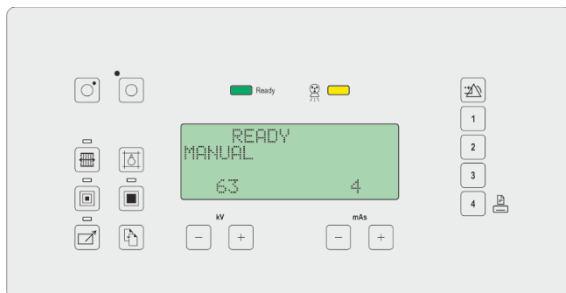 Ready
READY
MANUAL
63 4
kV mAs
- + - +
1
2
3
4